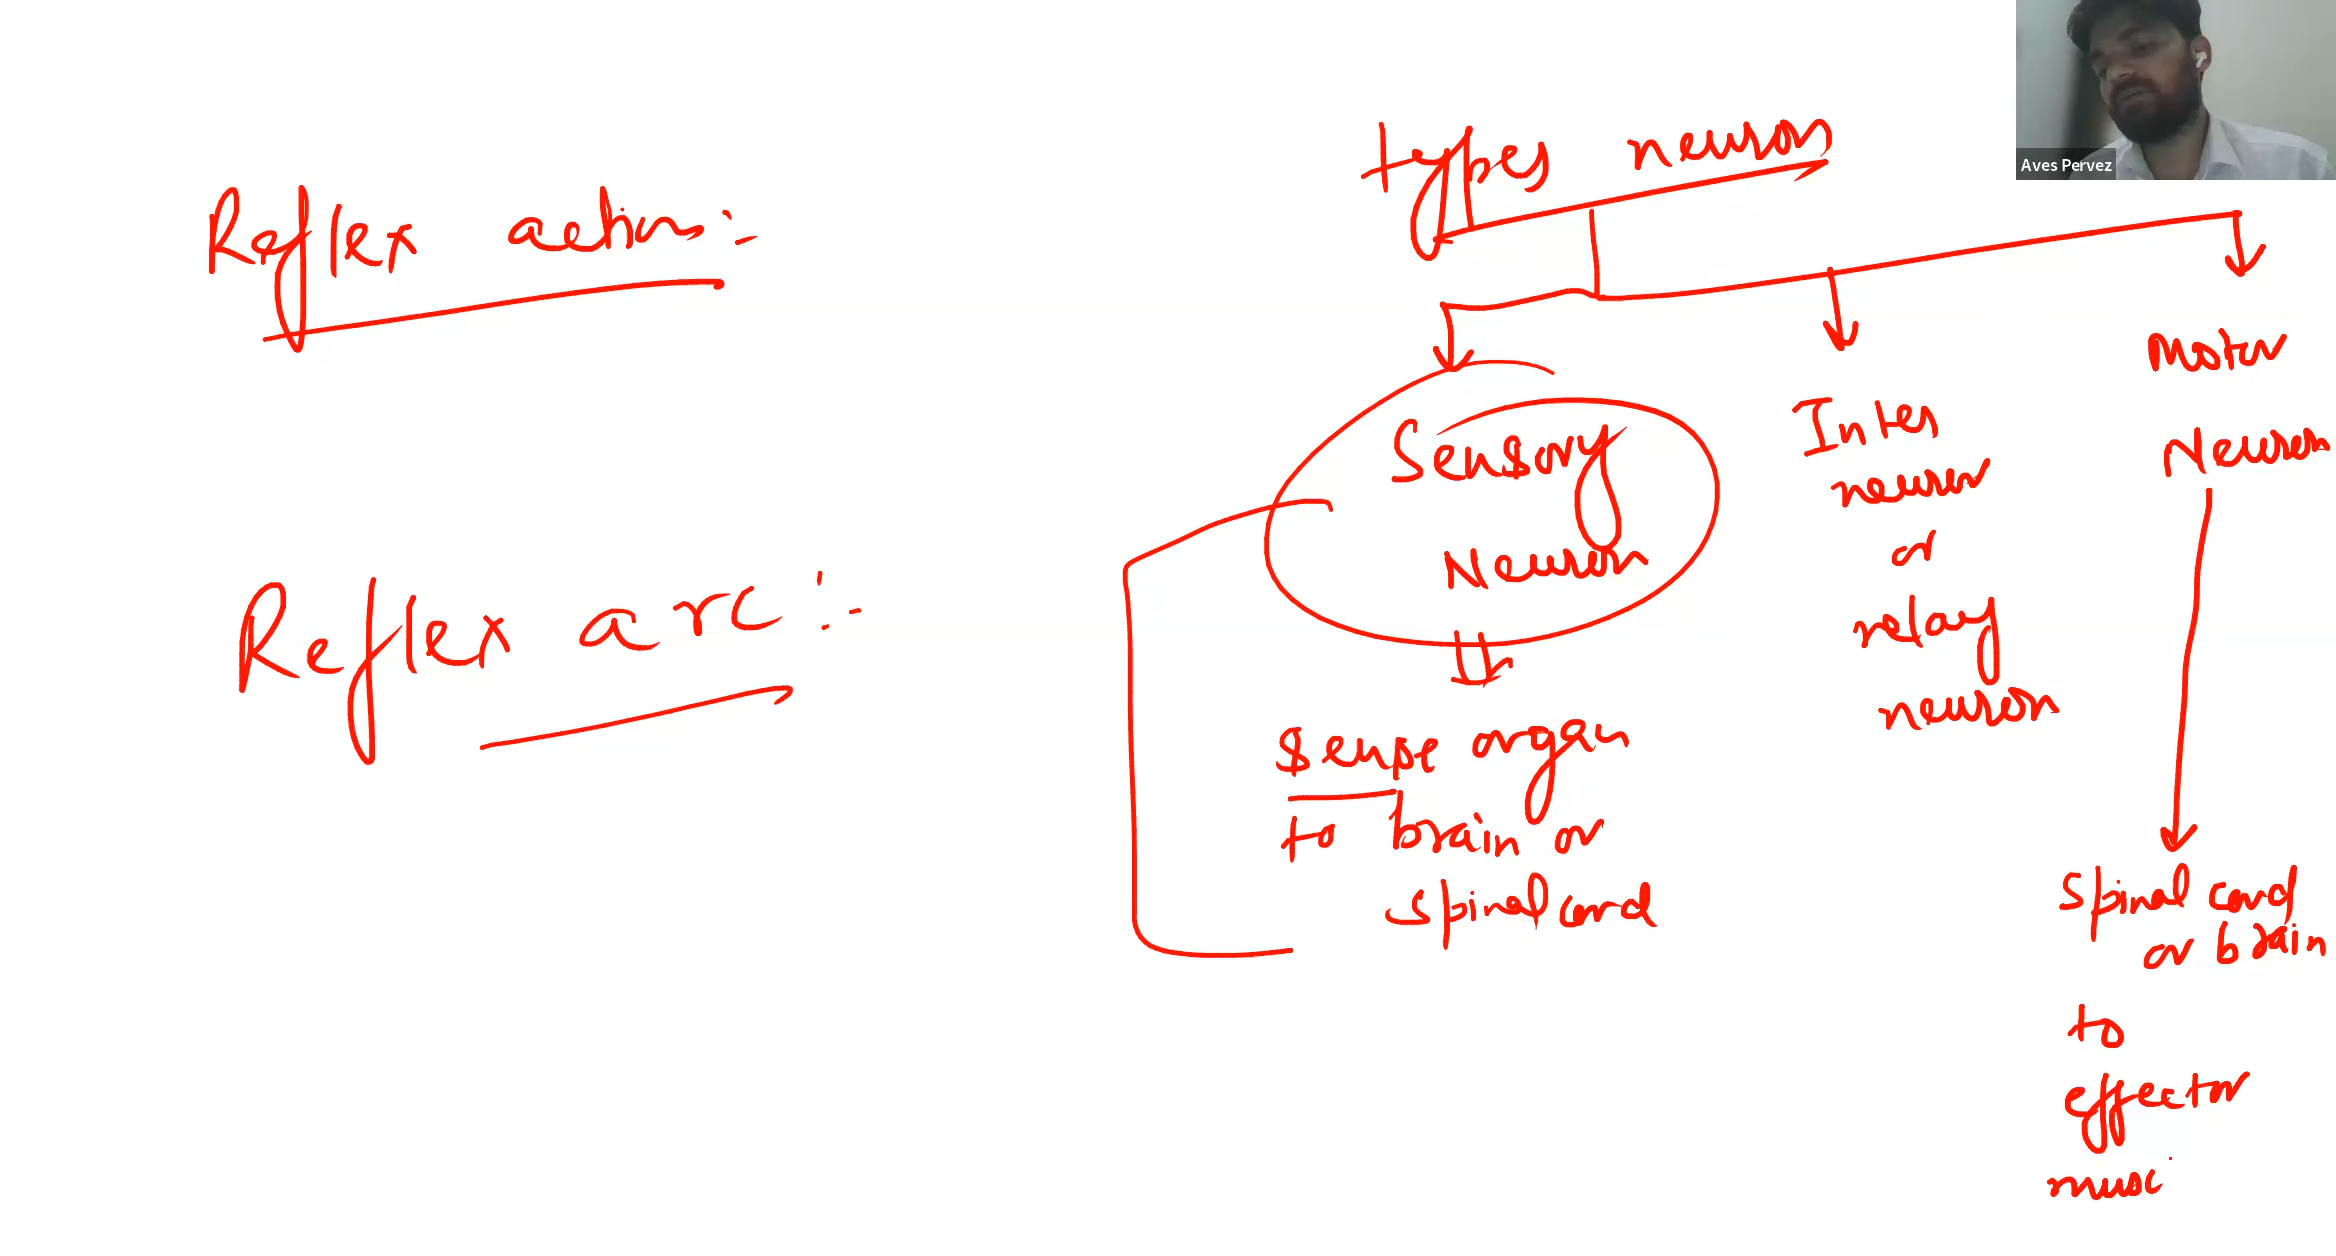 Reflex action:-
Reflex arc :-
types neuron
Sensory
Neuron
Sense organ
to brain or
spinal cord
Inter
neuron
or
relay
neuron
Motor
Neuron
Spinal cord
or brain
to
effector
musc
Aves Pervez